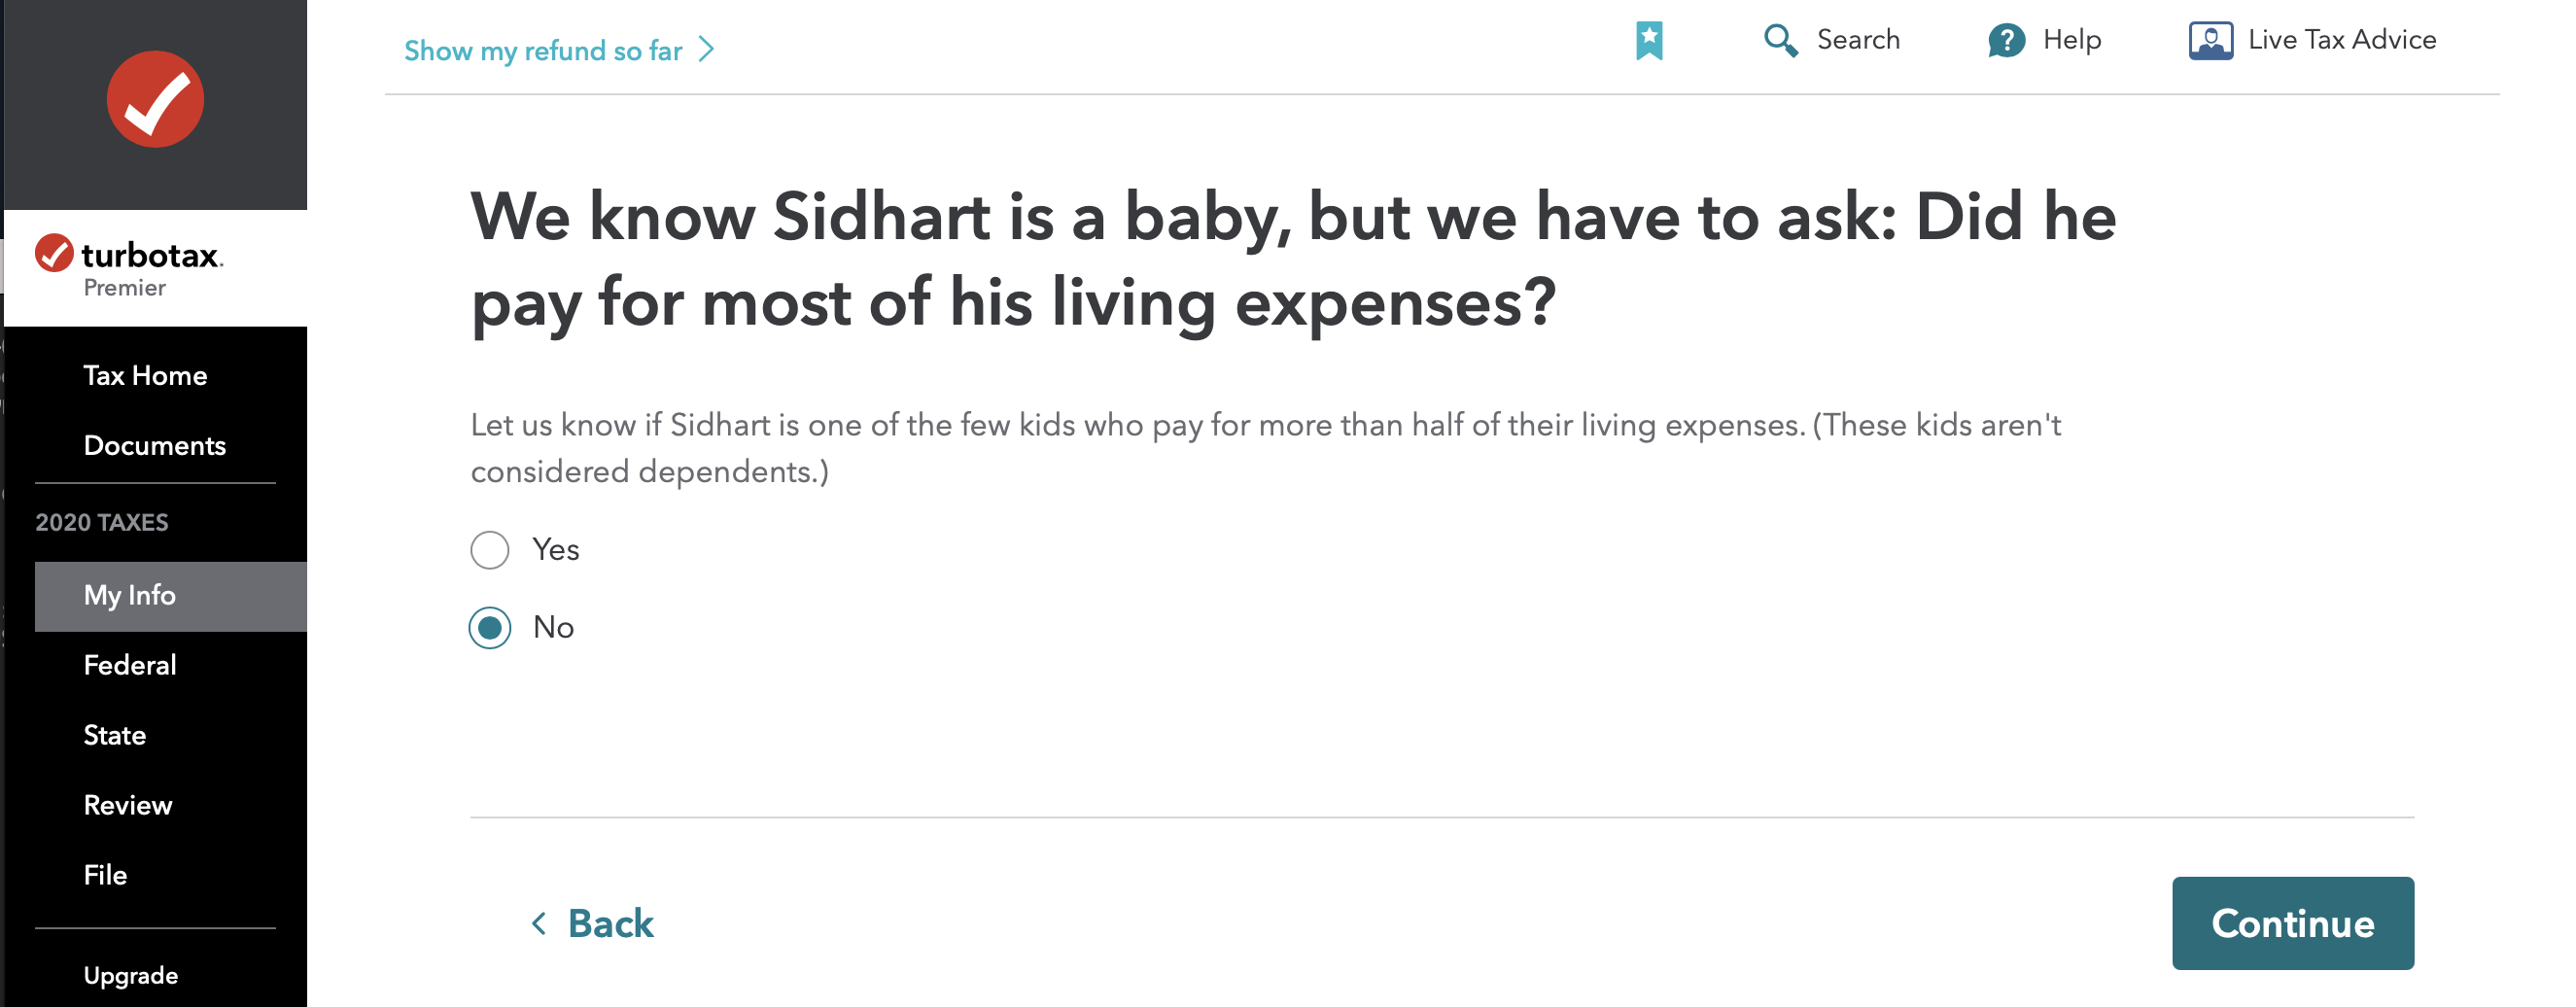 Show my refund so far
Search
Help
Live Tax Advice
turbotax.
Premier
Tax Home
Documents
2020 TAXES
My Info
Federal
State
Review
File
Upgrade
We know Sidhart is a baby, but we have to ask: Did he
pay for most of his living expenses?
Let us know if Sidhart is one of the few kids who pay for more than half of their living expenses. (These kids aren't
considered dependents.)
Yes
No
Back
Continue